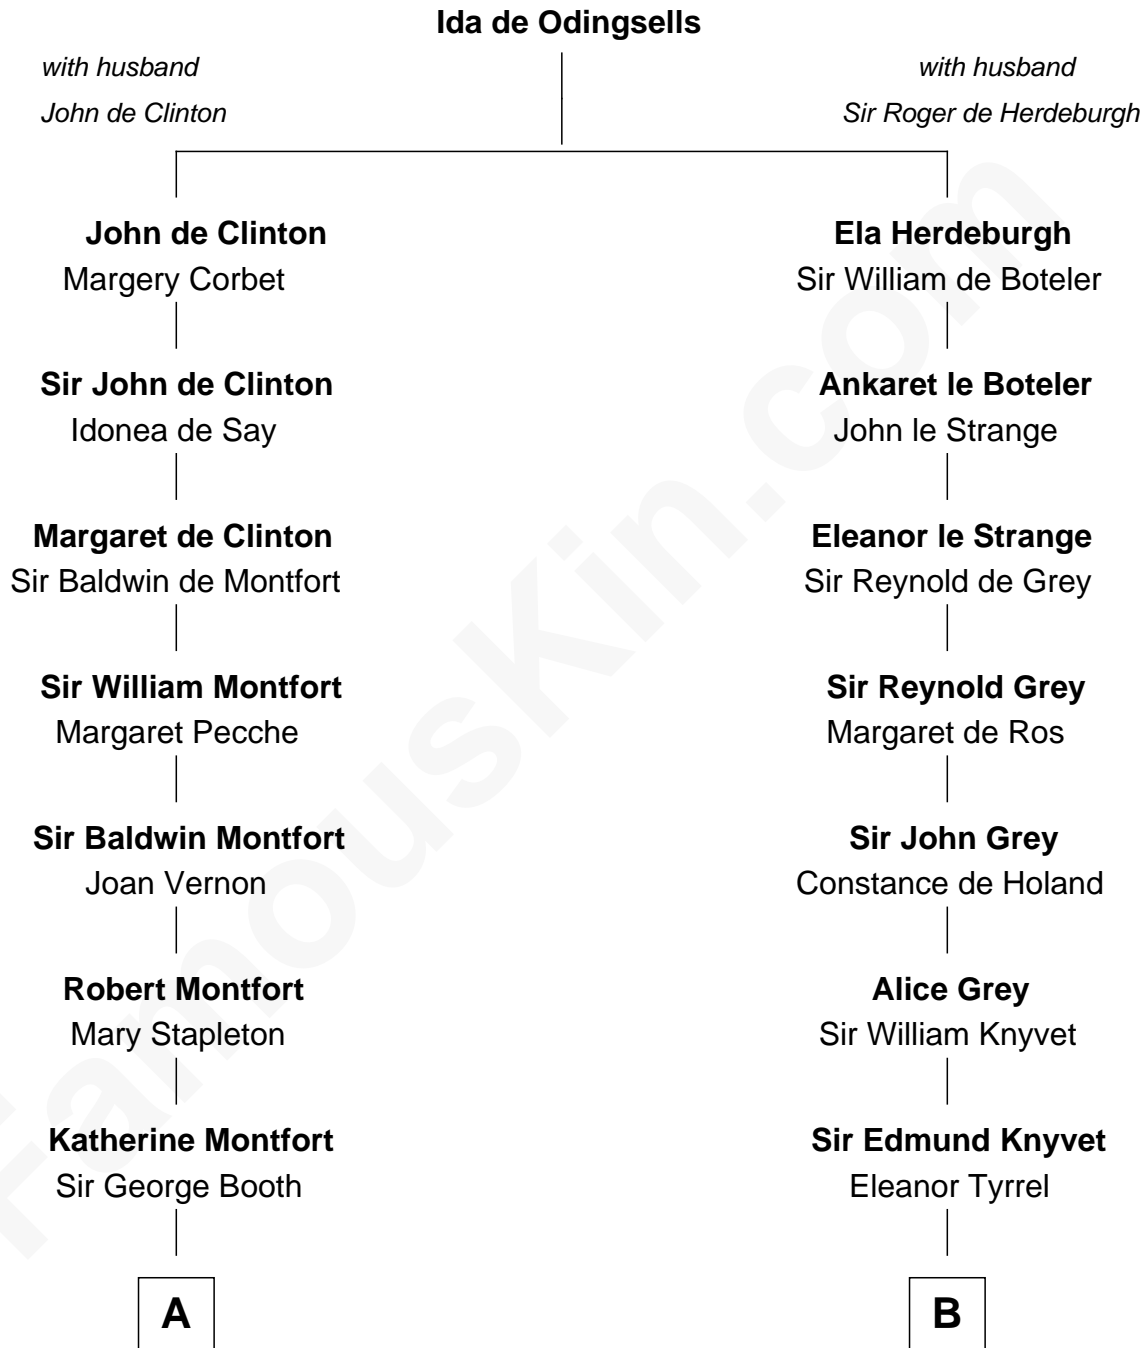 Ida de Odingsells
with husband
John de Clinton
with husband
Sir Roger de Herdeburgh
John de Clinton
Margery Corbet
Sir John de Clinton
Idonea de Say
Margaret de Clinton
Sir Baldwin de Montfort
Sir William Montfort
Margaret Pecche
Sir Baldwin Montfort
Joan Vernon
Robert Montfort
Mary Stapleton
Katherine Montfort
Sir George Booth
A
Ela Herdeburgh
Sir William de Boteler
Ankaret le Boteler
John le Strange
Eleanor le Strange
Sir Reynold de Grey
Sir Reynold Grey
Margaret de Ros
Sir John Grey
Constance de Holand
Alice Grey
Sir William Knyvet
Sir Edmund Knyvet
Eleanor Tyrrel
B
FamousKin.com